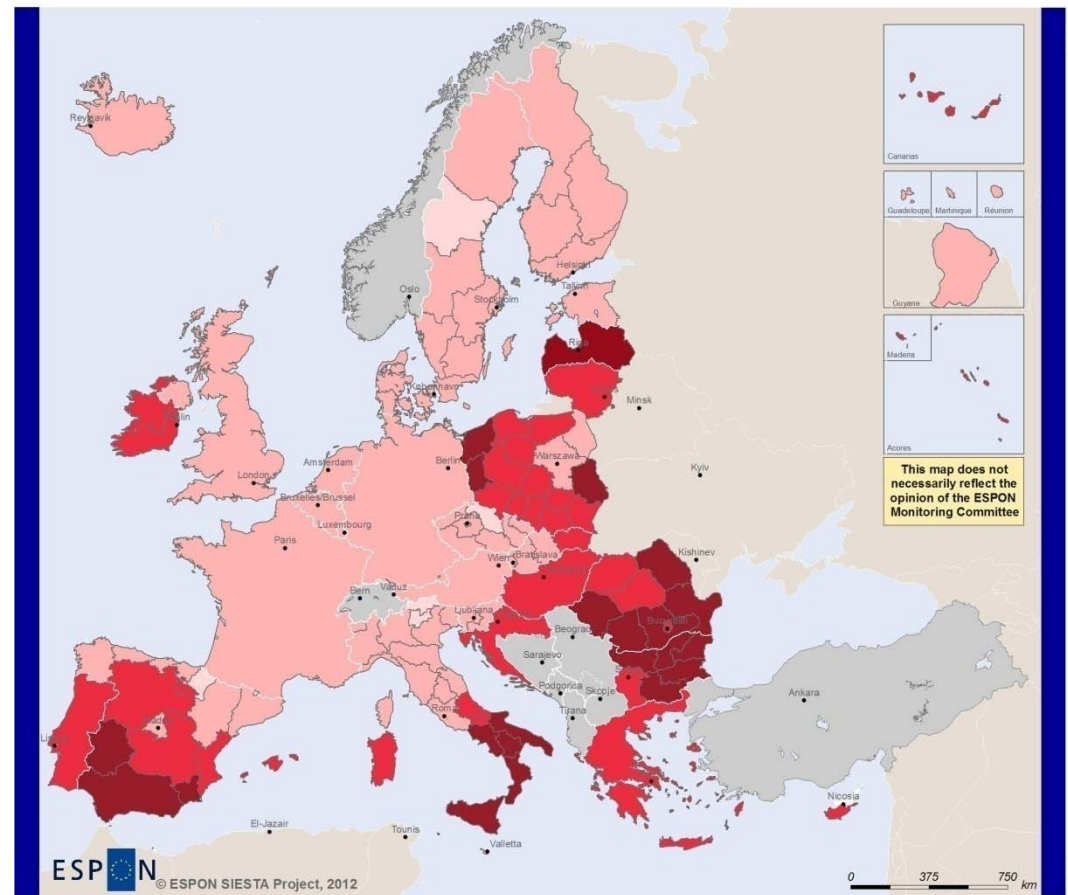 Reykjavik
Canarias
Guadeloupe
Martinique
Réunion
Guyane
Madeira
Acores
This map does not
necessarily reflect the
opinion of the ESPON
Monitoring Committee
Helsinki
Oslo
Stockholm
Tallinn
Riga
København
Minsk
London
Amsterdam
Berlin
Warszawa
Kyiv
Bruxelles/Brussel
Luxembourg
Praha
Paris
Wien
Bratislava
Kishinev
Bern
Vaduz
Ljubljana
Beograd
Bucuresti
Sarajevo
Podgorica
Skopje
Tirana
Roma
Ankara
Nicosia
El-Jazair
Tounis
Valletta
ESPON
© ESPON SIESTA Project, 2012
0 375 750
km